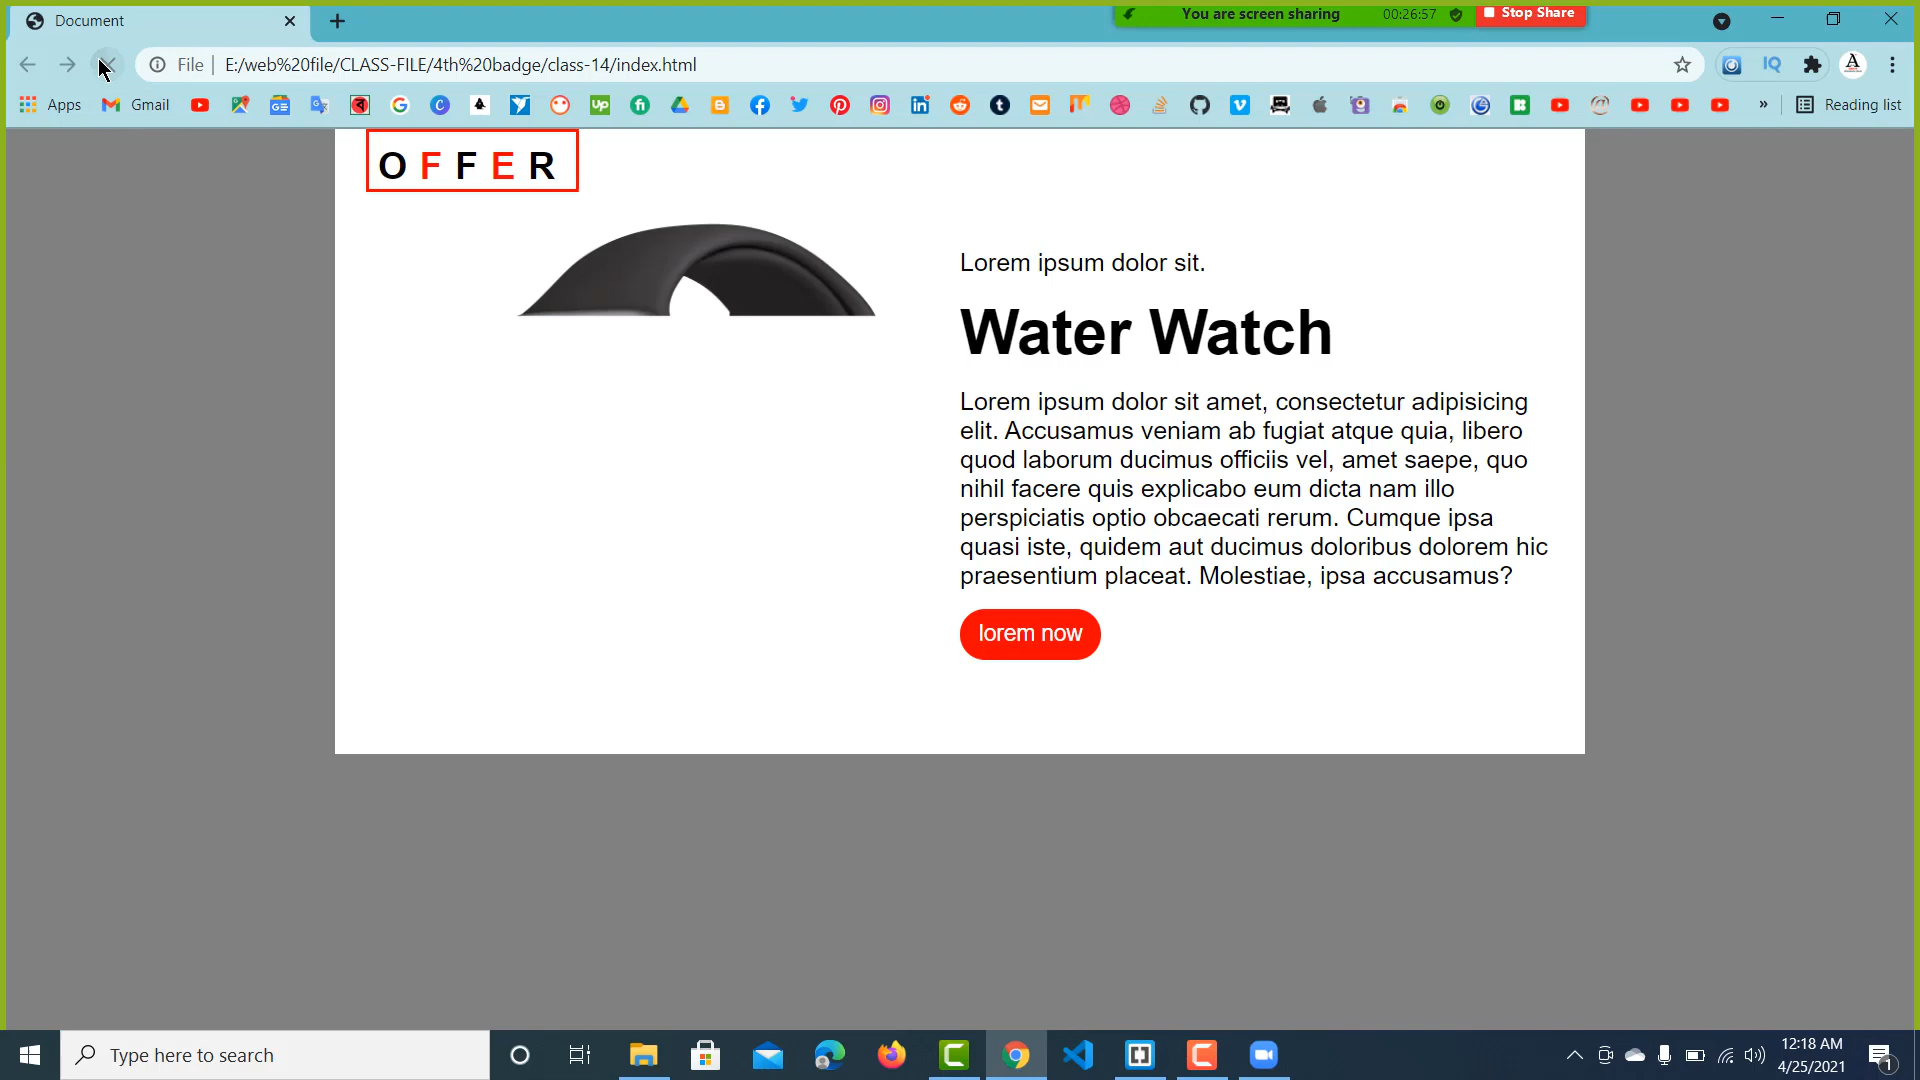 Document
You are screen sharing 00:26:57 Stop Share
File E:/web%20file/CLASS-FILE/4th%20badge/class-14/index.html
Apps Gmail Reading list
OFFER
Lorem ipsum dolor sit.
Water Watch
Lorem ipsum dolor sit amet, consectetur adipisicing
elit. Accusamus veniam ab fugiat atque quia, libero
quod laborum ducimus officiis vel, amet saepe, quo
nihil facere quis explicabo eum dicta nam illo
perspiciatis optio obcaecati rerum. Cumque ipsa
quasi iste, quidem aut ducimus doloribus dolorem hic
praesentium placeat. Molestiae, ipsa accusamus?
lorem now
Type here to search
12:18 AM
4/25/2021
1